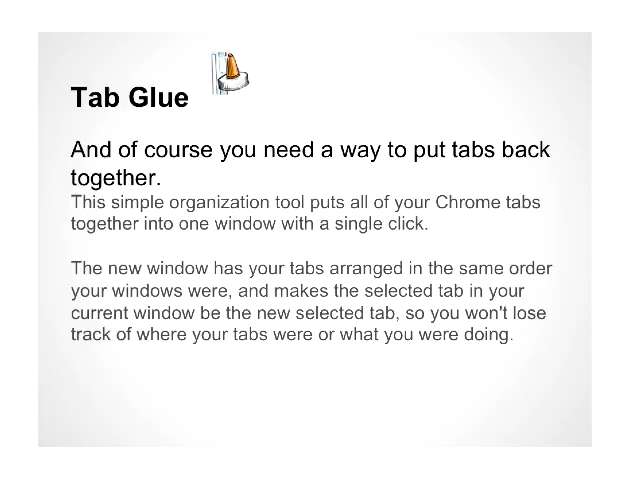 Tab Glue
And of course you need a way to put tabs back
together.
This simple organization tool puts all of your Chrome tabs
together into one window with a single click.
The new window has your tabs arranged in the same order
your windows were, and makes the selected tab in your
current window be the new selected tab, so you won't lose
track of where your tabs were or what you were doing.